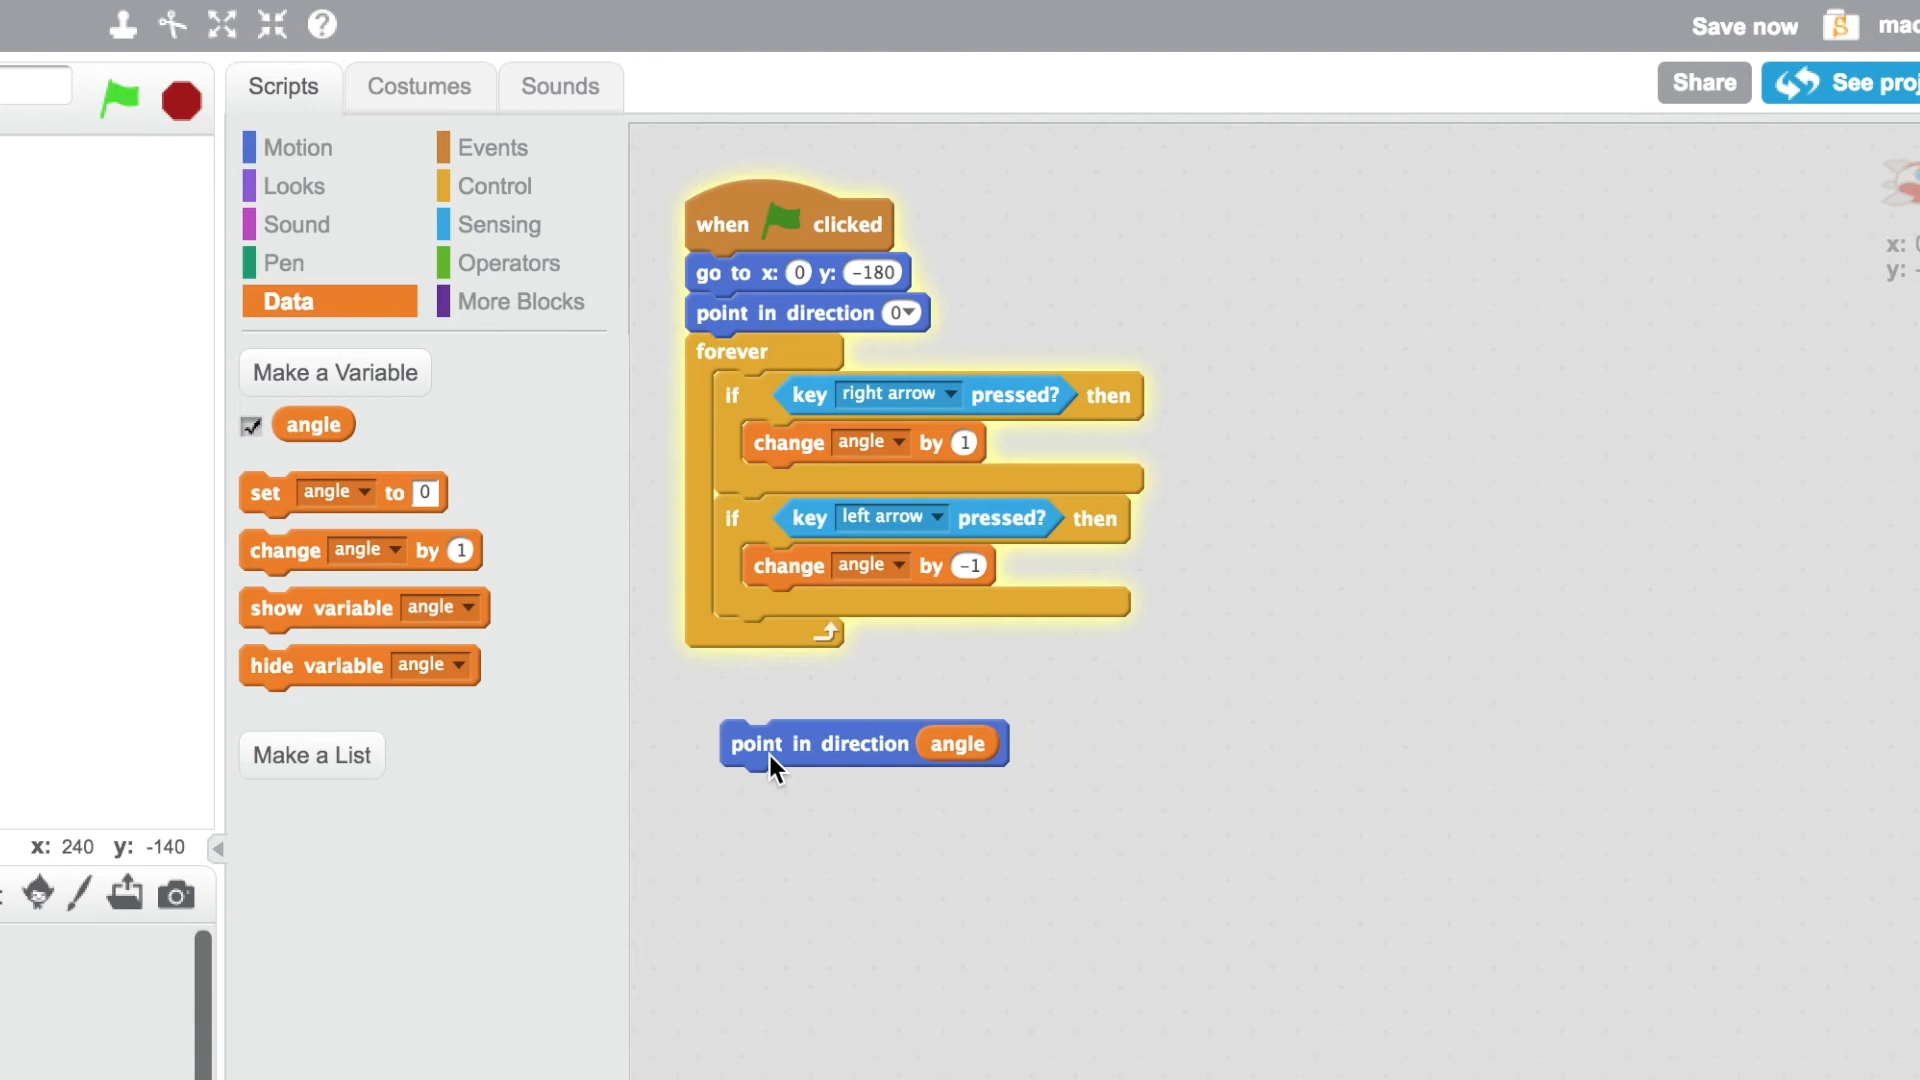 Save now
mac
Scripts
Costumes
Sounds
Share
See proj
Motion
Events
Looks
Control
Sound
Sensing
Pen
Operators
Data
More Blocks
Make a Variable
angle
set angle to 0
change angle by 1
show variable angle
hide variable angle
Make a List
when clicked
go to x: 0 y: -180
point in direction 0
forever
if key right arrow pressed? then
change angle by 1
if key left arrow pressed? then
change angle by -1
point in direction angle
x: 240 y: -140
x:
y: -